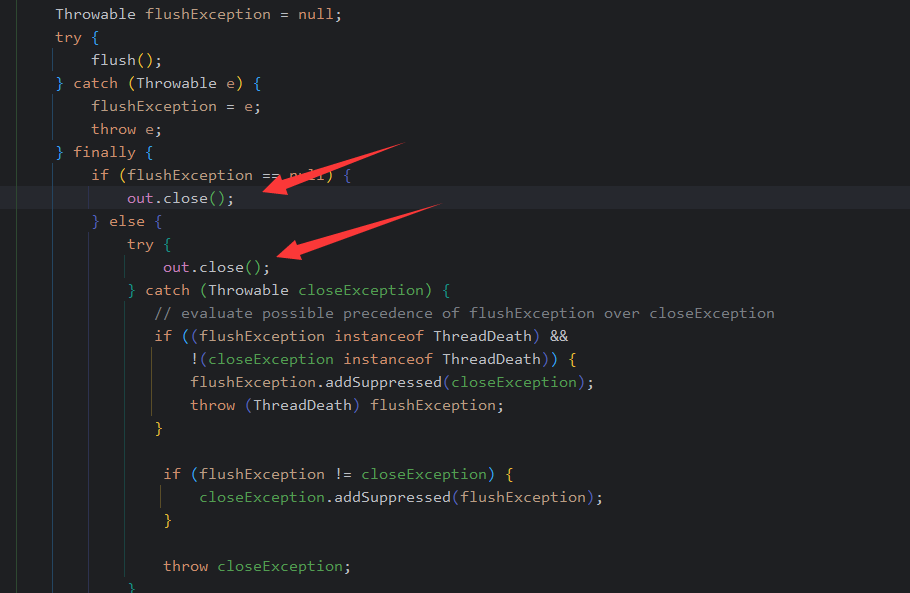 Throwable flushException = null;
try {
flush();
} catch (Throwable e) {
flushException = e;
throw e;
} finally {
if (flushException == null) {
out.close();
} else {
try {
out.close();
} catch (Throwable closeException) {
// evaluate possible precedence of flushException over closeException
if ((flushException instanceof ThreadDeath) &&
!(closeException instanceof ThreadDeath)) {
flushException.addSuppressed(closeException);
throw (ThreadDeath) flushException;
}
if (flushException != closeException) {
closeException.addSuppressed(flushException);
}
throw closeException;
}